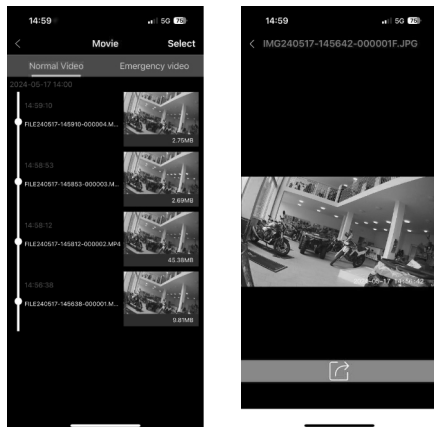 14:59
5G 75
Movie
Select
Normal Video
Emergency video
2024-05-17 14:00
14:59:10
FILE240517-145910-000004.M...
2.75MB
14:58:53
FILE240517-145853-000003.M...
2.69MB
14:58:12
FILE240517-145812-000002.MP4
45.38MB
14:56:38
FILE240517-145638-000001.M...
9.81MB
14:59
5G 75
IMG240517-145642-000001F.JPG
2024-05-17 14:56:42